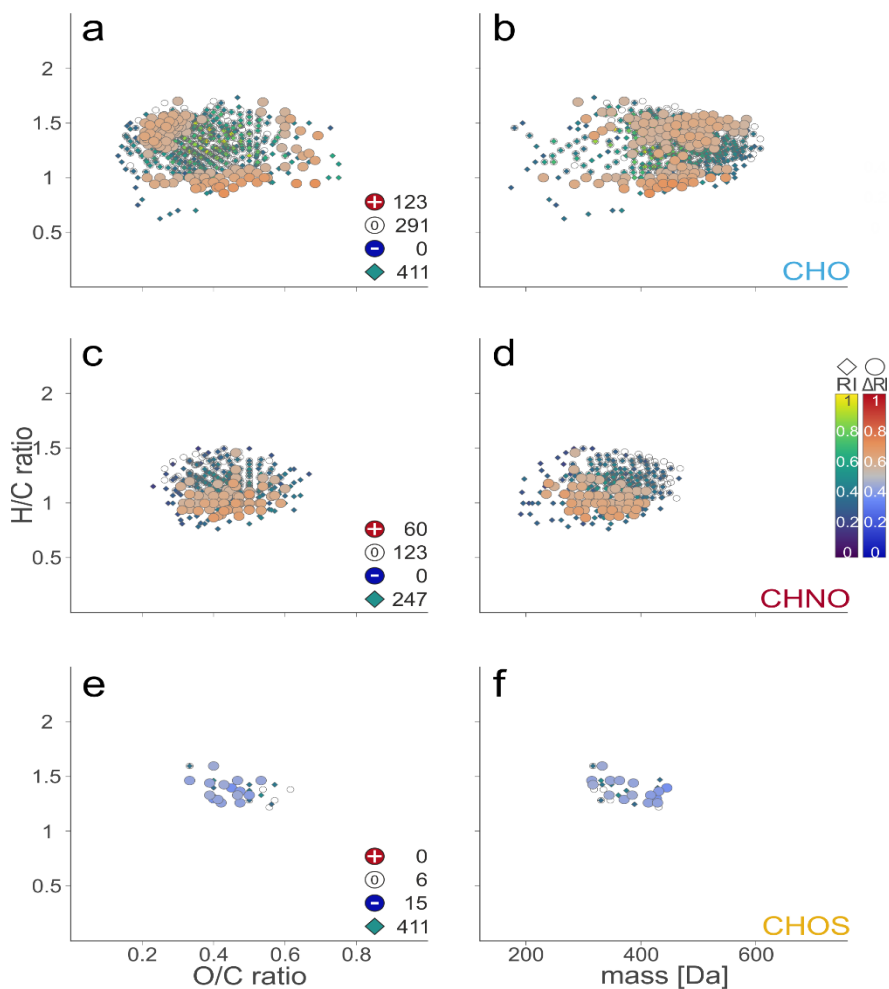 a
b
2
1.5
1
0.5
+ 123
0 291
- 0
411
CHO
c
d
RI ΔRI
1 1
0.8 0.8
0.6 0.6
0.4 0.4
0.2 0.2
0 0
H/C ratio
2
1.5
1
0.5
+ 60
0 123
- 0
247
CHNO
e
f
2
1.5
1
0.5
+ 0
0 6
- 15
411
CHOS
0.2 0.4 0.6 0.8
200 400 600
O/C ratio
mass [Da]